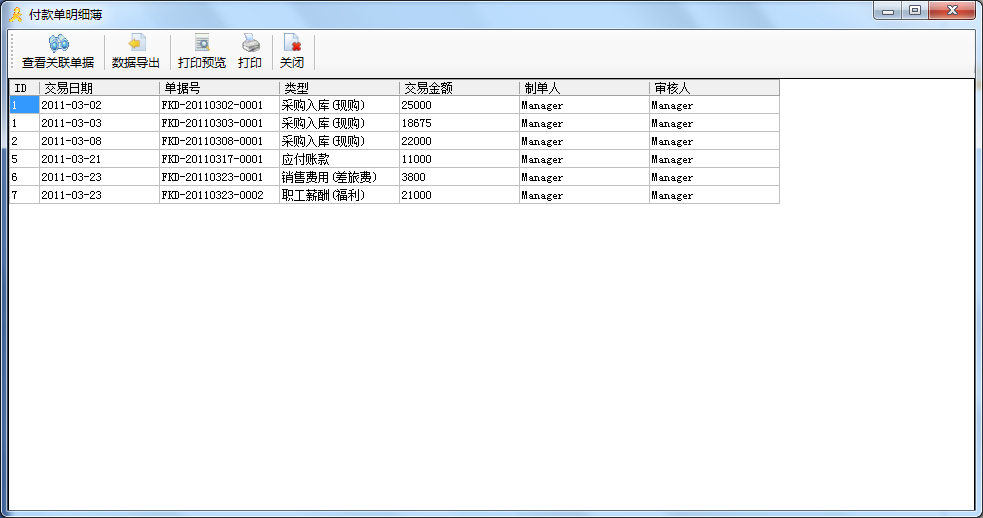 付款单明细薄
查看关联单据 数据导出 打印预览 打印 关闭
ID 交易日期 单据号 类型 交易金额 制单人 审核人
1 2011-03-02 FKD-20110302-0001 采购入库(现购) 25000 Manager Manager
1 2011-03-03 FKD-20110303-0001 采购入库(现购) 18675 Manager Manager
2 2011-03-08 FKD-20110308-0001 采购入库(现购) 22000 Manager Manager
5 2011-03-21 FKD-20110317-0001 应付账款 11000 Manager Manager
6 2011-03-23 FKD-20110323-0001 销售费用(差旅费) 3800 Manager Manager
7 2011-03-23 FKD-20110323-0002 职工薪酬(福利) 21000 Manager Manager